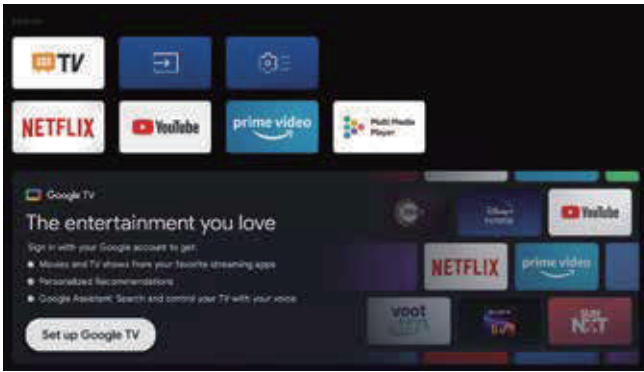 TV
NETFLIX YouTube prime video Multi Media Player
Google TV
The entertainment you love
Sign in with your Google account to get:
Movies and TV shows from your favorite streaming apps
Personalized Recommendations
Google Assistant: Search and control your TV with your voice
Set up Google TV
Disney+ YouTube
NETFLIX prime video
voot SUN NXT